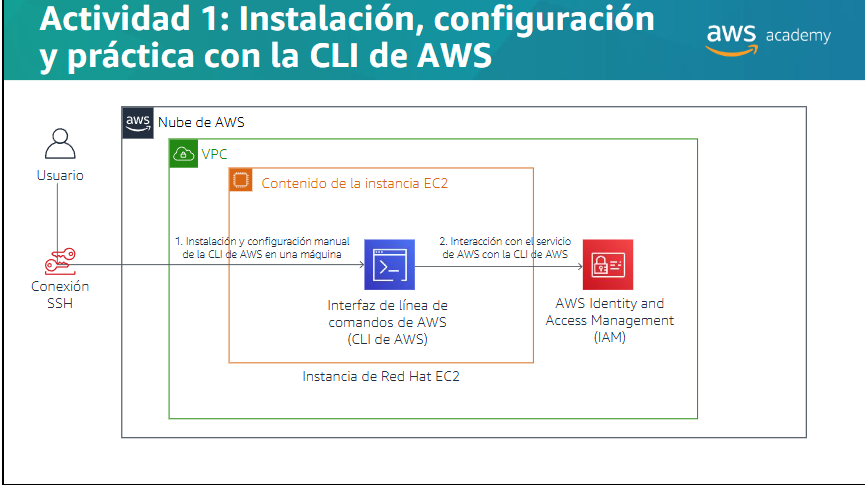 Actividad 1: Instalación, configuración
y práctica con la CLI de AWS
aws academy
aws
Nube de AWS
Usuario
VPC
Contenido de la instancia EC2
1. Instalación y configuración manual
de la CLI de AWS en una máquina
2. Interacción con el servicio
de AWS con la CLI de AWS
Conexión
SSH
Interfaz de línea de
comandos de AWS
(CLI de AWS)
AWS Identity and
Access Management
(IAM)
Instancia de Red Hat EC2